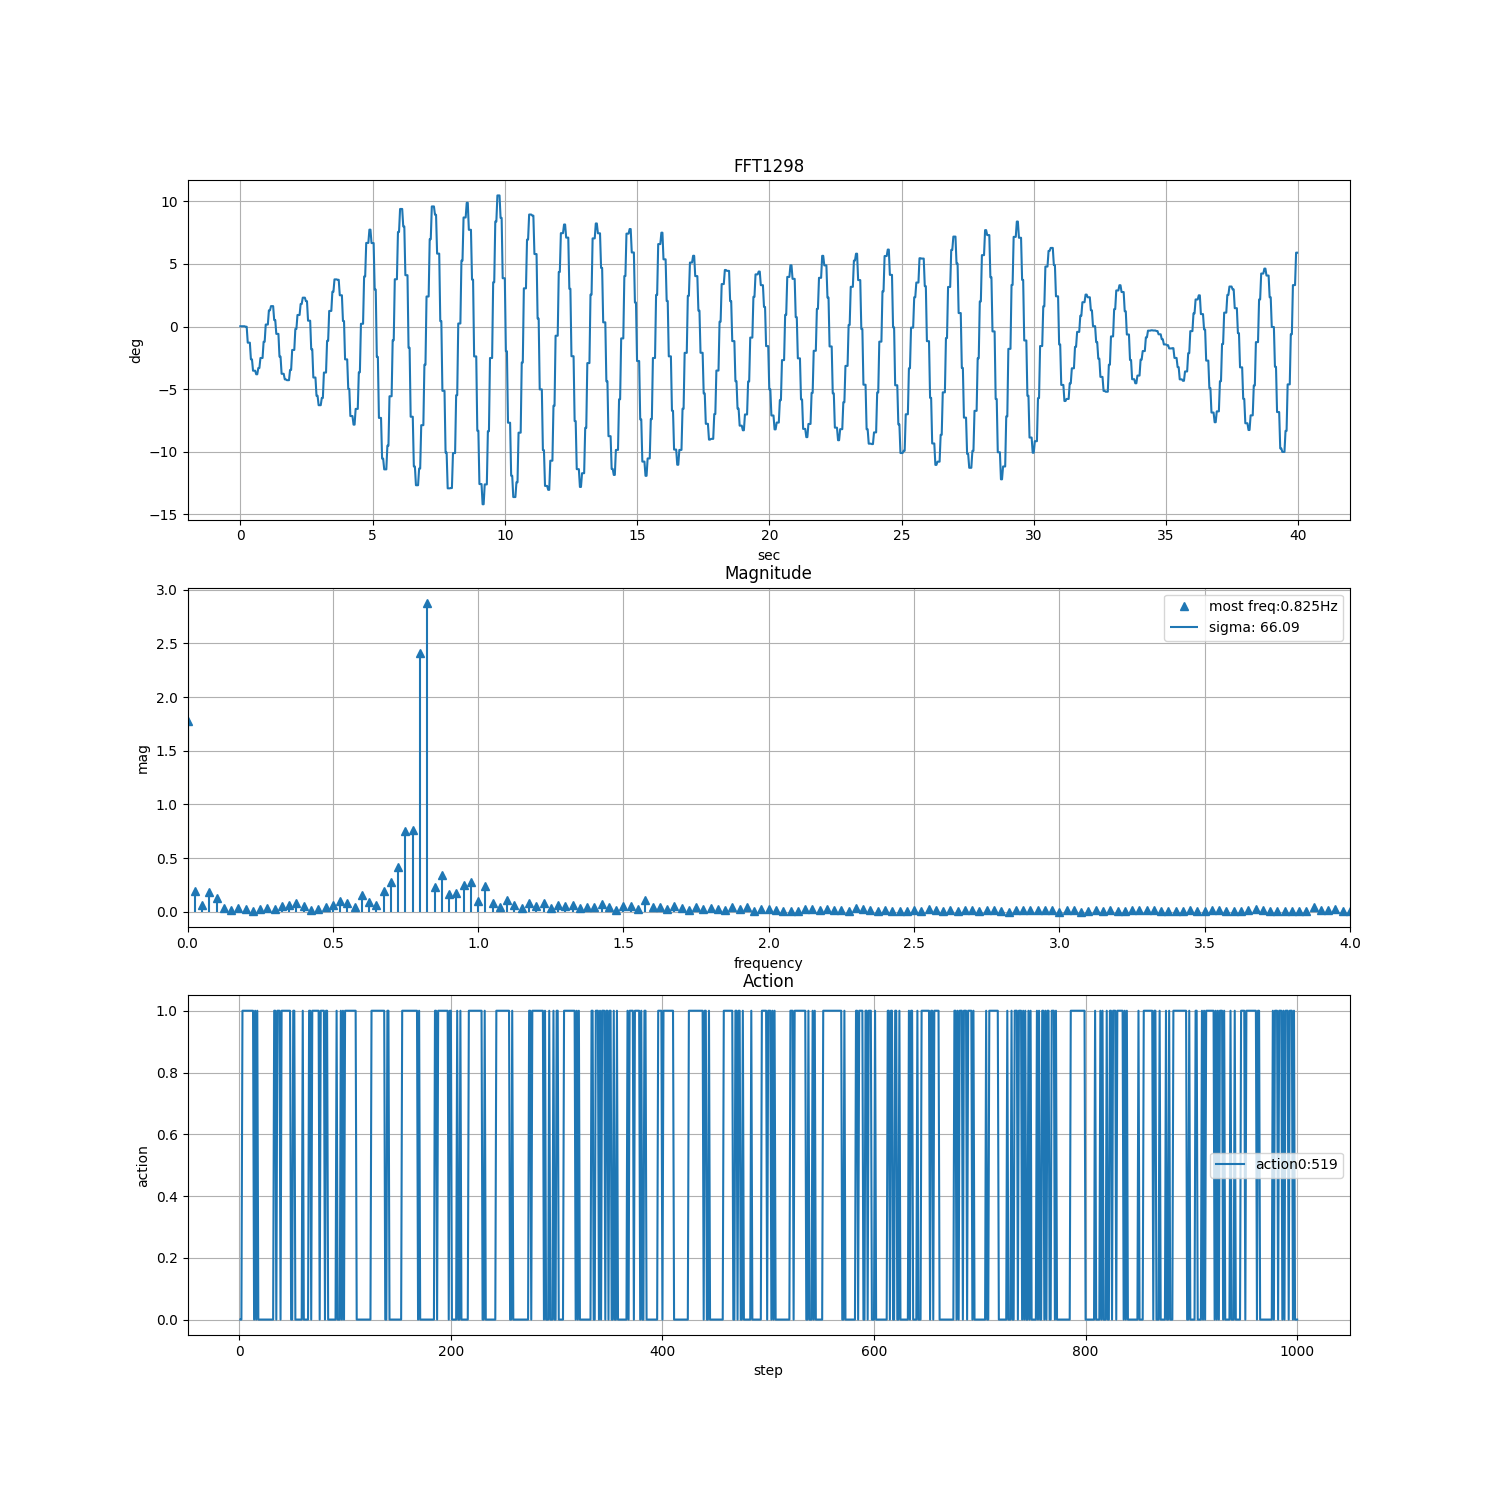 FFT1298
10
5
0
−5
−10
−15
deg
0 5 10 15 20 25 30 35 40
sec
Magnitude
3.0
2.5
2.0
1.5
1.0
0.5
0.0
mag
most freq:0.825Hz
sigma: 66.09
0.0 0.5 1.0 1.5 2.0 2.5 3.0 3.5 4.0
frequency
Action
1.0
0.8
0.6
0.4
0.2
0.0
action
action0:519
0 200 400 600 800 1000
step